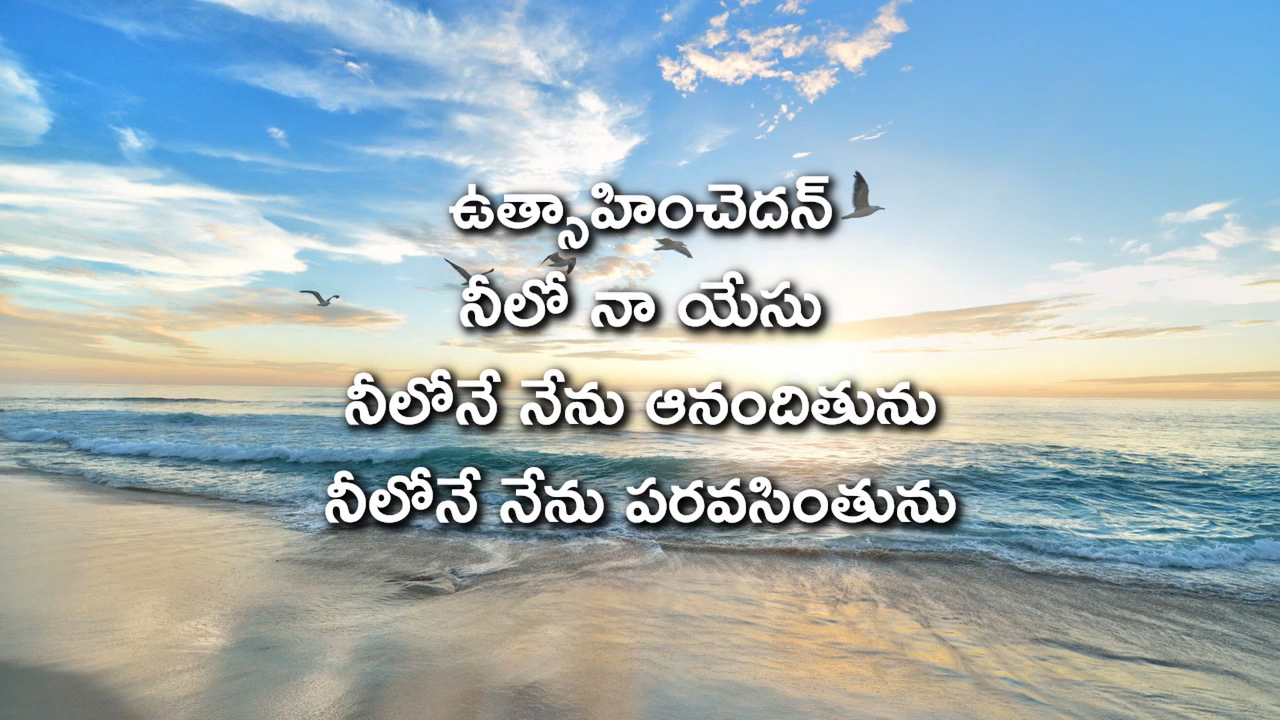 ఉత్సాహించెదన్
నీలో నా యేసు
నీలోనే నేను ఆనందితును
నీలోనే నేను పరవసింతును